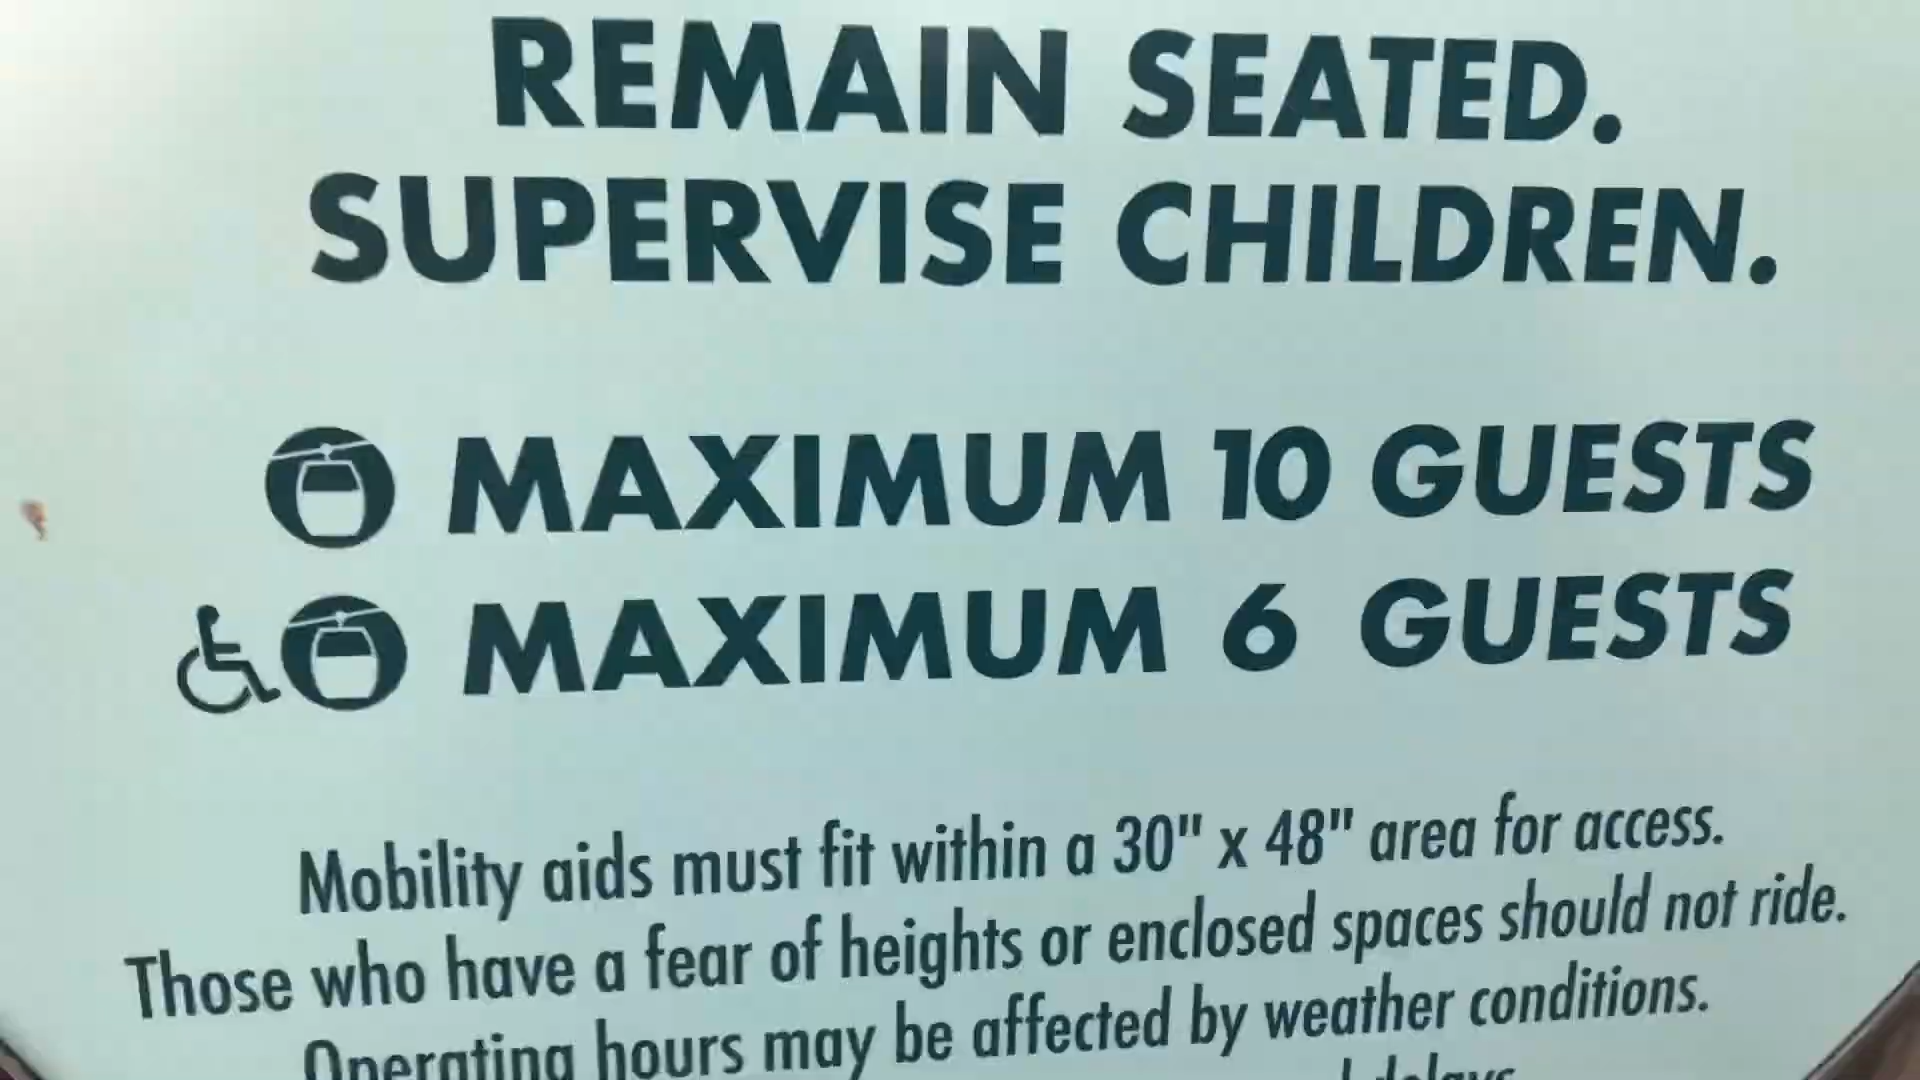 REMAIN SEATED.
SUPERVISE CHILDREN.
MAXIMUM 10 GUESTS
MAXIMUM 6 GUESTS
Mobility aids must fit within a 30" x 48" area for access.
Those who have a fear of heights or enclosed spaces should not ride.
Operating hours may be affected by weather conditions.
delays